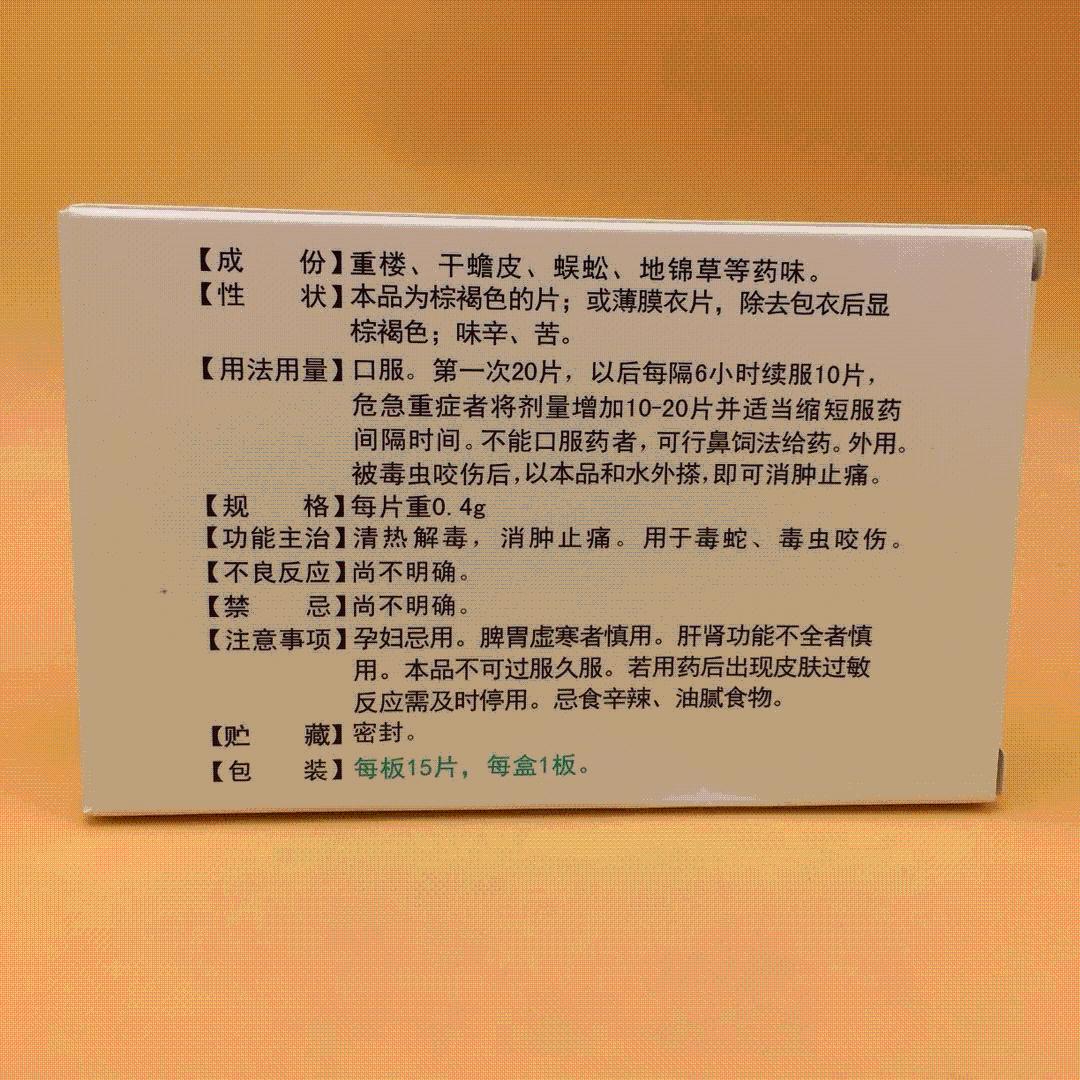 【成份】重楼、干蟾皮、蜈蚣、地锦草等药味。
【性状】本品为棕褐色的片；或薄膜衣片，除去包衣后显
棕褐色；味辛、苦。
【用法用量】口服。第一次20片，以后每隔6小时续服10片，
危急重症者将剂量增加10-20片并适当缩短服药
间隔时间。不能口服药者，可行鼻饲法给药。外用。
被毒虫咬伤后，以本品和水外搽，即可消肿止痛。
【规格】每片重0.4g
【功能主治】清热解毒，消肿止痛。用于毒蛇、毒虫咬伤。
【不良反应】尚不明确。
【禁忌】尚不明确。
【注意事项】孕妇忌用。脾胃虚寒者慎用。肝肾功能不全者慎
用。本品不可过服久服。若用药后出现皮肤过敏
反应需及时停用。忌食辛辣、油腻食物。
【贮藏】密封。
【包装】每板15片，每盒1板。